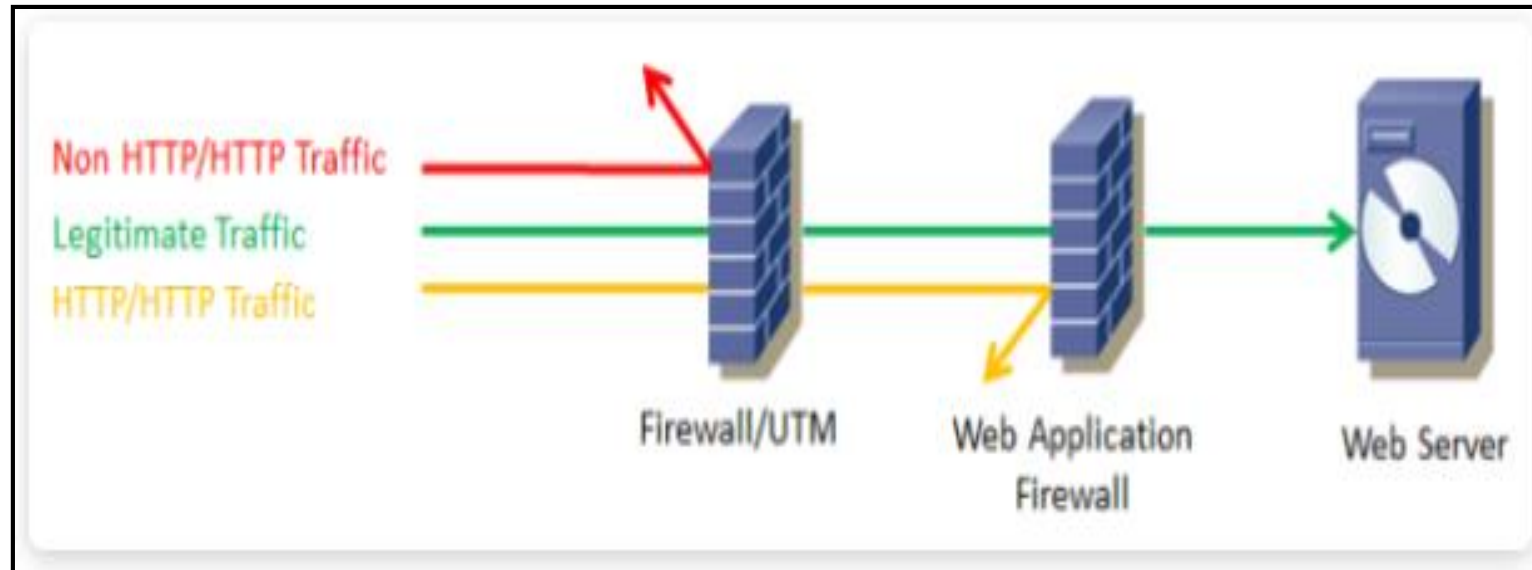 Non HTTP/HTTP Traffic
Legitimate Traffic
HTTP/HTTP Traffic
Firewall/UTM
Web Application
Firewall
Web Server